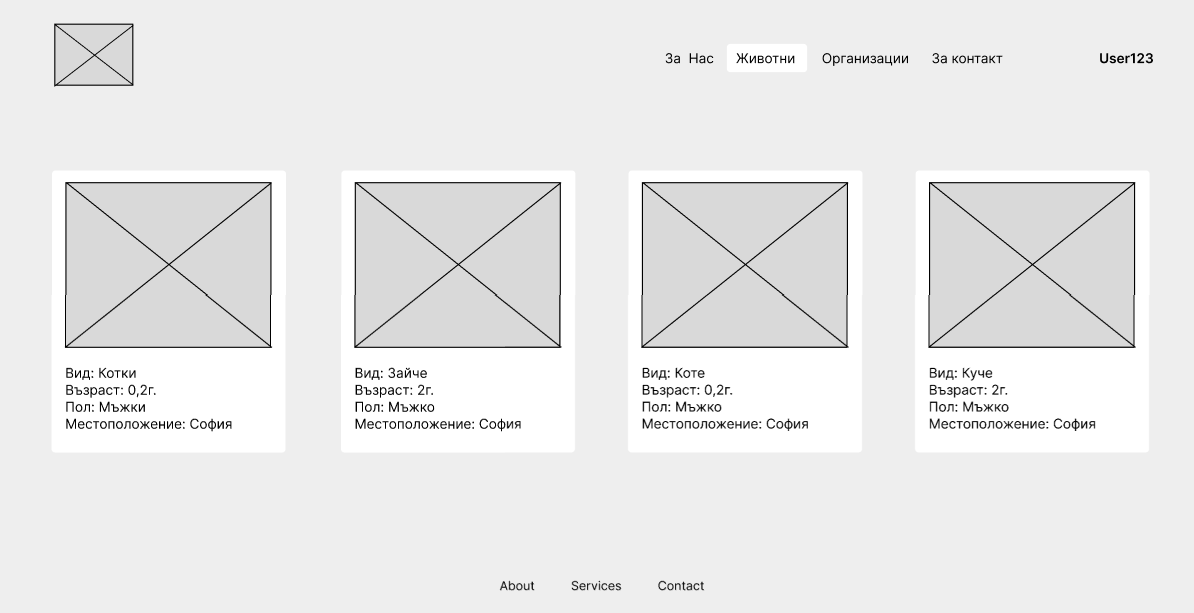 За Нас Животни Организации За контакт User123
Вид: Котки
Възраст: 0,2г.
Пол: Мъжки
Местоположение: София
Вид: Зайче
Възраст: 2г.
Пол: Мъжко
Местоположение: София
Вид: Коте
Възраст: 0,2г.
Пол: Мъжко
Местоположение: София
Вид: Куче
Възраст: 2г.
Пол: Мъжко
Местоположение: София
About Services Contact